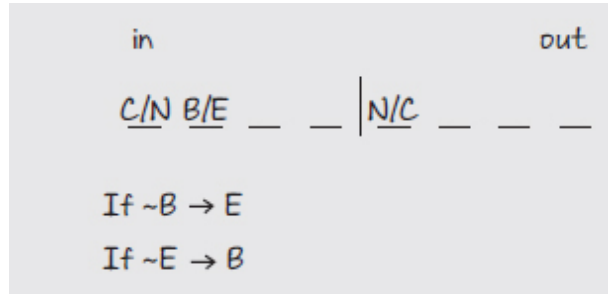 in out
C/N B/E N/C
If ~B → E
If ~E → B